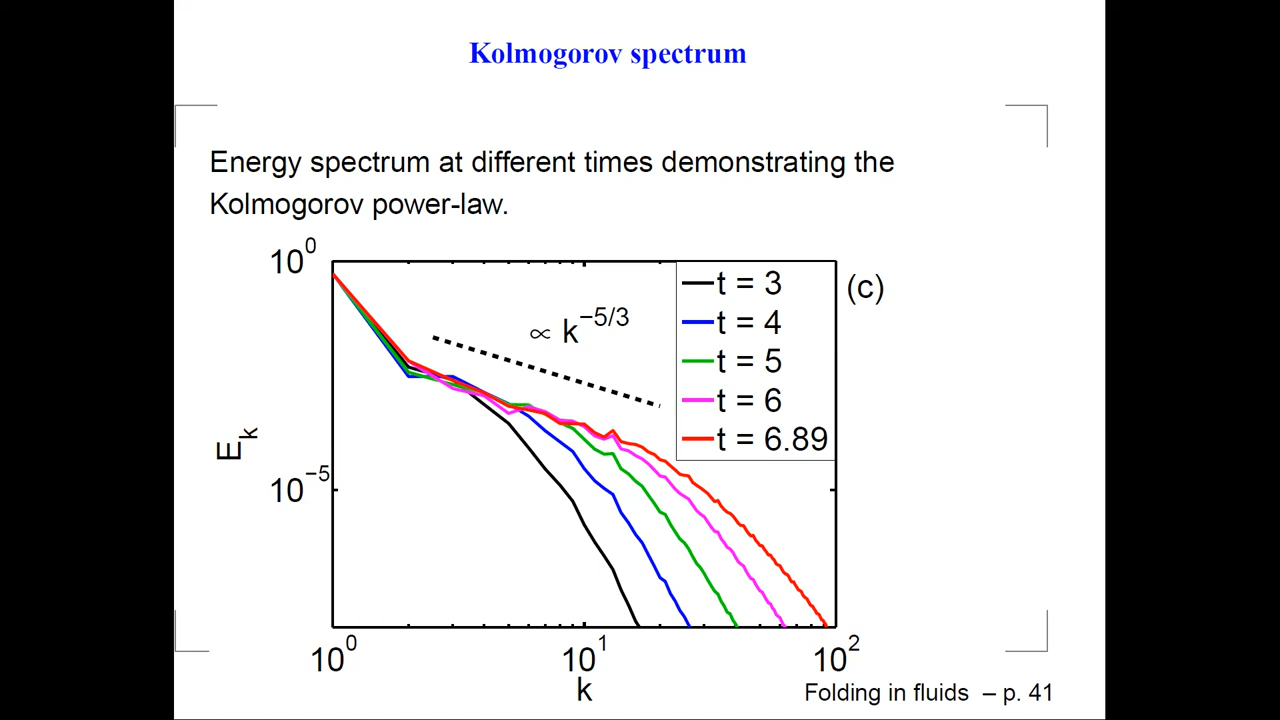 Kolmogorov spectrum
Energy spectrum at different times demonstrating the
Kolmogorov power-law.
10^0
∝ k^−5/3
t = 3
t = 4
t = 5
t = 6
t = 6.89
(c)
E_k
10^−5
10^0
10^1
10^2
k
Folding in fluids – p. 41